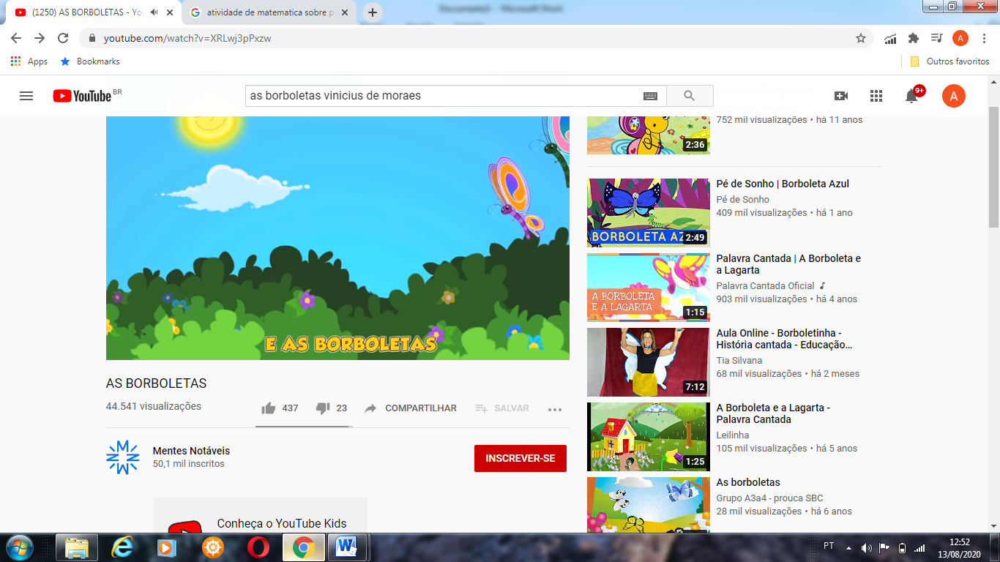 Documento3 - Microsoft Word
(1250) AS BORBOLETAS - You
atividade de matematica sobre p
youtube.com/watch?v=XRLwj3pPxzw
A
Apps
Bookmarks
Outros favoritos
YouTube BR
as borboletas vinicius de moraes
9+
A
752 mil visualizações • há 11 anos
2:36
E AS BORBOLETAS
AS BORBOLETAS
44.541 visualizações
437
23
COMPARTILHAR
SALVAR
Mentes Notáveis
50,1 mil inscritos
INSCREVER-SE
Conheça o YouTube Kids
BORBOLETA AZ
2:49
Pé de Sonho | Borboleta Azul
Pé de Sonho
409 mil visualizações • há 1 ano
A BORBOLETA
E A LAGARTA
1:15
Palavra Cantada | A Borboleta e
a Lagarta
Palavra Cantada Oficial
903 mil visualizações • há 4 anos
7:12
Aula Online - Borboletinha -
História cantada - Educação...
Tia Silvana
68 mil visualizações • há 2 meses
1:25
A Borboleta e a Lagarta -
Palavra Cantada
Leilinha
105 mil visualizações • há 5 anos
As borboletas
Grupo A3a4 - prouca SBC
28 mil visualizações • há 6 anos
PT
12:52
13/08/2020